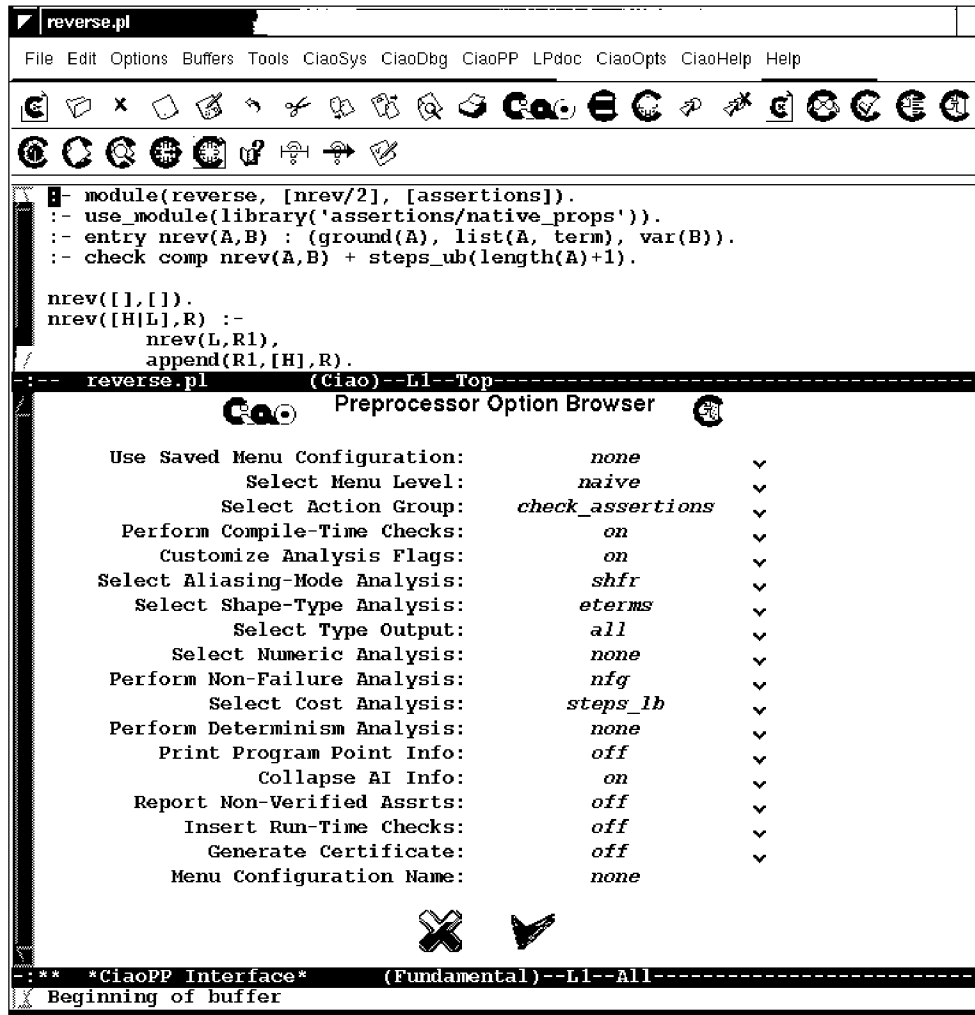 reverse.pl
File Edit Options Buffers Tools CiaoSys CiaoDbg CiaoPP LPdoc CiaoOpts CiaoHelp Help
Ciao
:- module(reverse, [nrev/2], [assertions]).
:- use_module(library('assertions/native_props')).
:- entry nrev(A,B) : (ground(A), list(A, term), var(B)).
:- check comp nrev(A,B) + steps_ub(length(A)+1).
nrev([],[]).
nrev([H|L],R) :-
nrev(L,R1),
append(R1,[H],R).
-:-- reverse.pl (Ciao)--L1--Top---------------------------------------
Ciao Preprocessor Option Browser
Use Saved Menu Configuration: none
Select Menu Level: naive
Select Action Group: check_assertions
Perform Compile-Time Checks: on
Customize Analysis Flags: on
Select Aliasing-Mode Analysis: shfr
Select Shape-Type Analysis: eterms
Select Type Output: all
Select Numeric Analysis: none
Perform Non-Failure Analysis: nfg
Select Cost Analysis: steps_lb
Perform Determinism Analysis: none
Print Program Point Info: off
Collapse AI Info: on
Report Non-Verified Assrts: off
Insert Run-Time Checks: off
Generate Certificate: off
Menu Configuration Name: none
-:** *CiaoPP Interface* (Fundamental)--L1--All--------------------------
Beginning of buffer